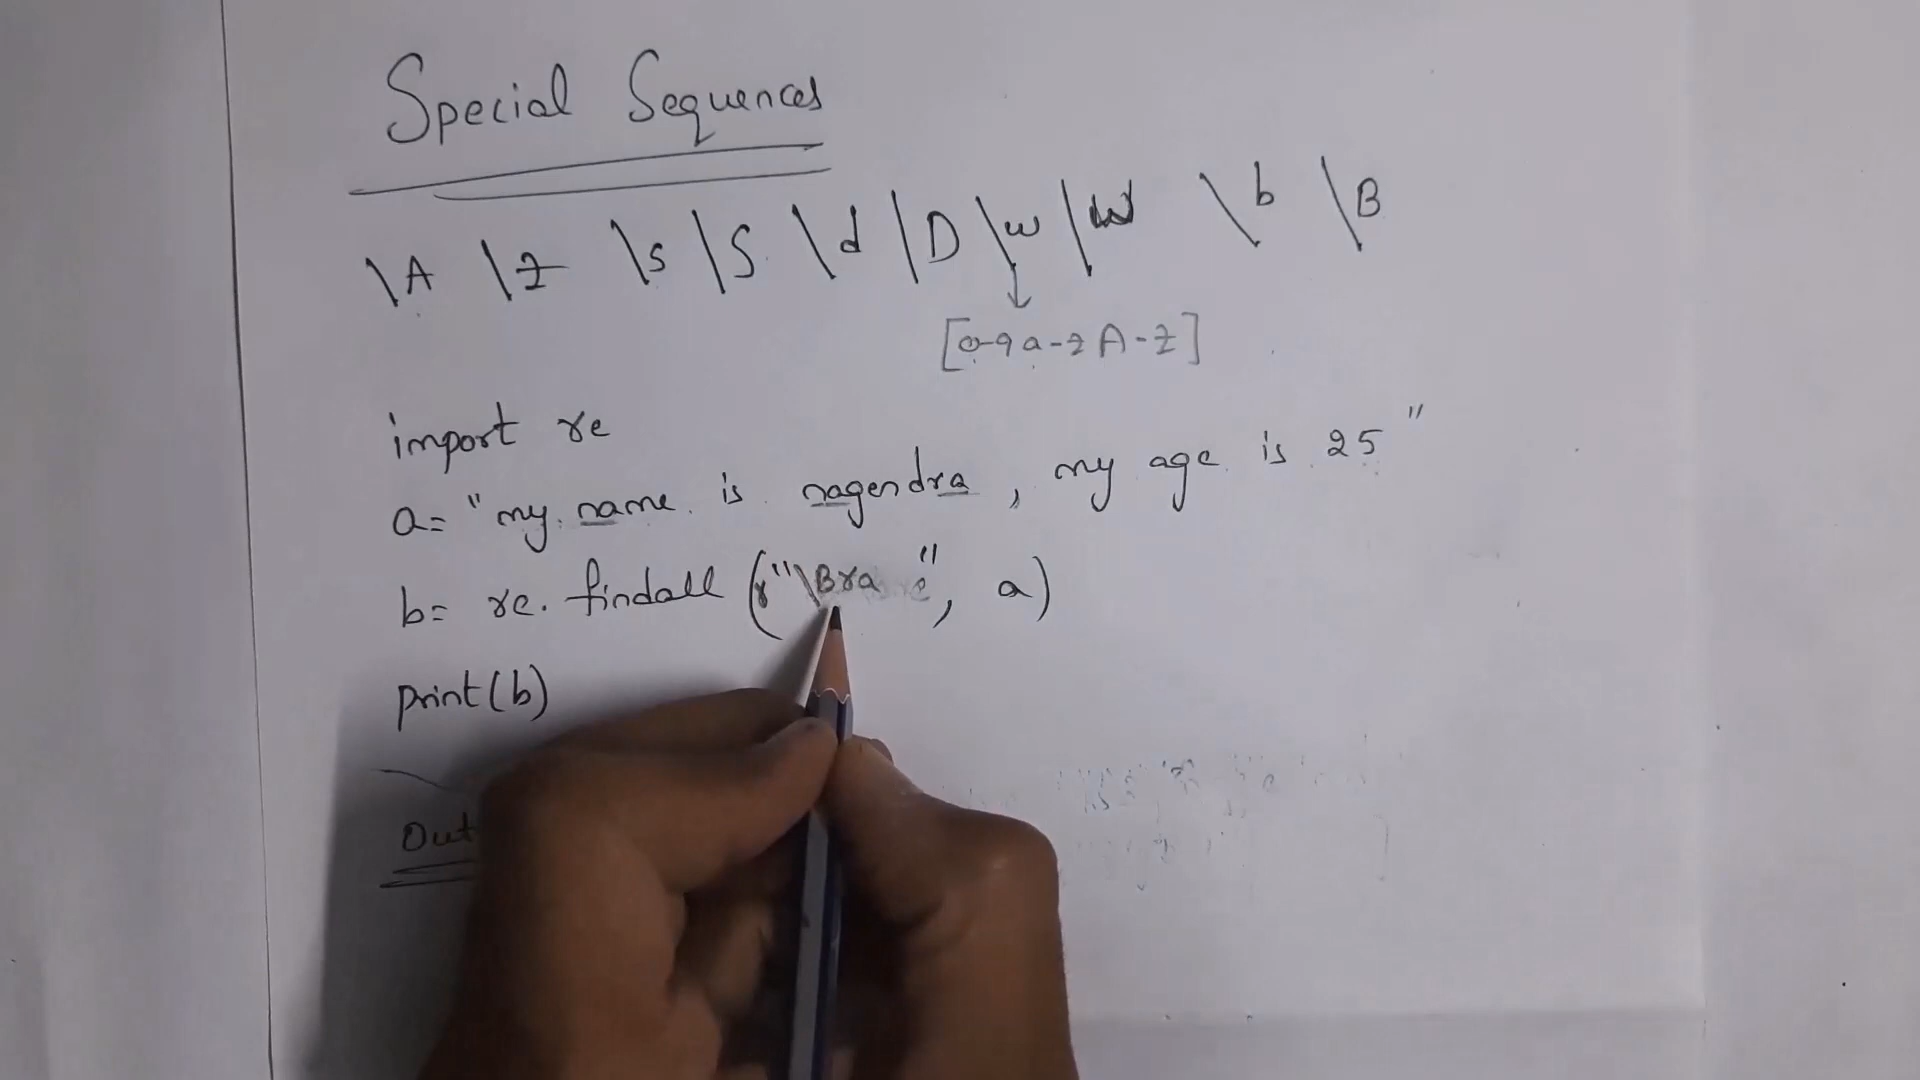 Special Sequences
\A \Z \s \S \d \D \w \W \b \B
[0-9a-zA-Z]
import re
a= "my name is nagendra, my age is 25"
b= re.findall(r"\Bra", a)
print(b)
Out